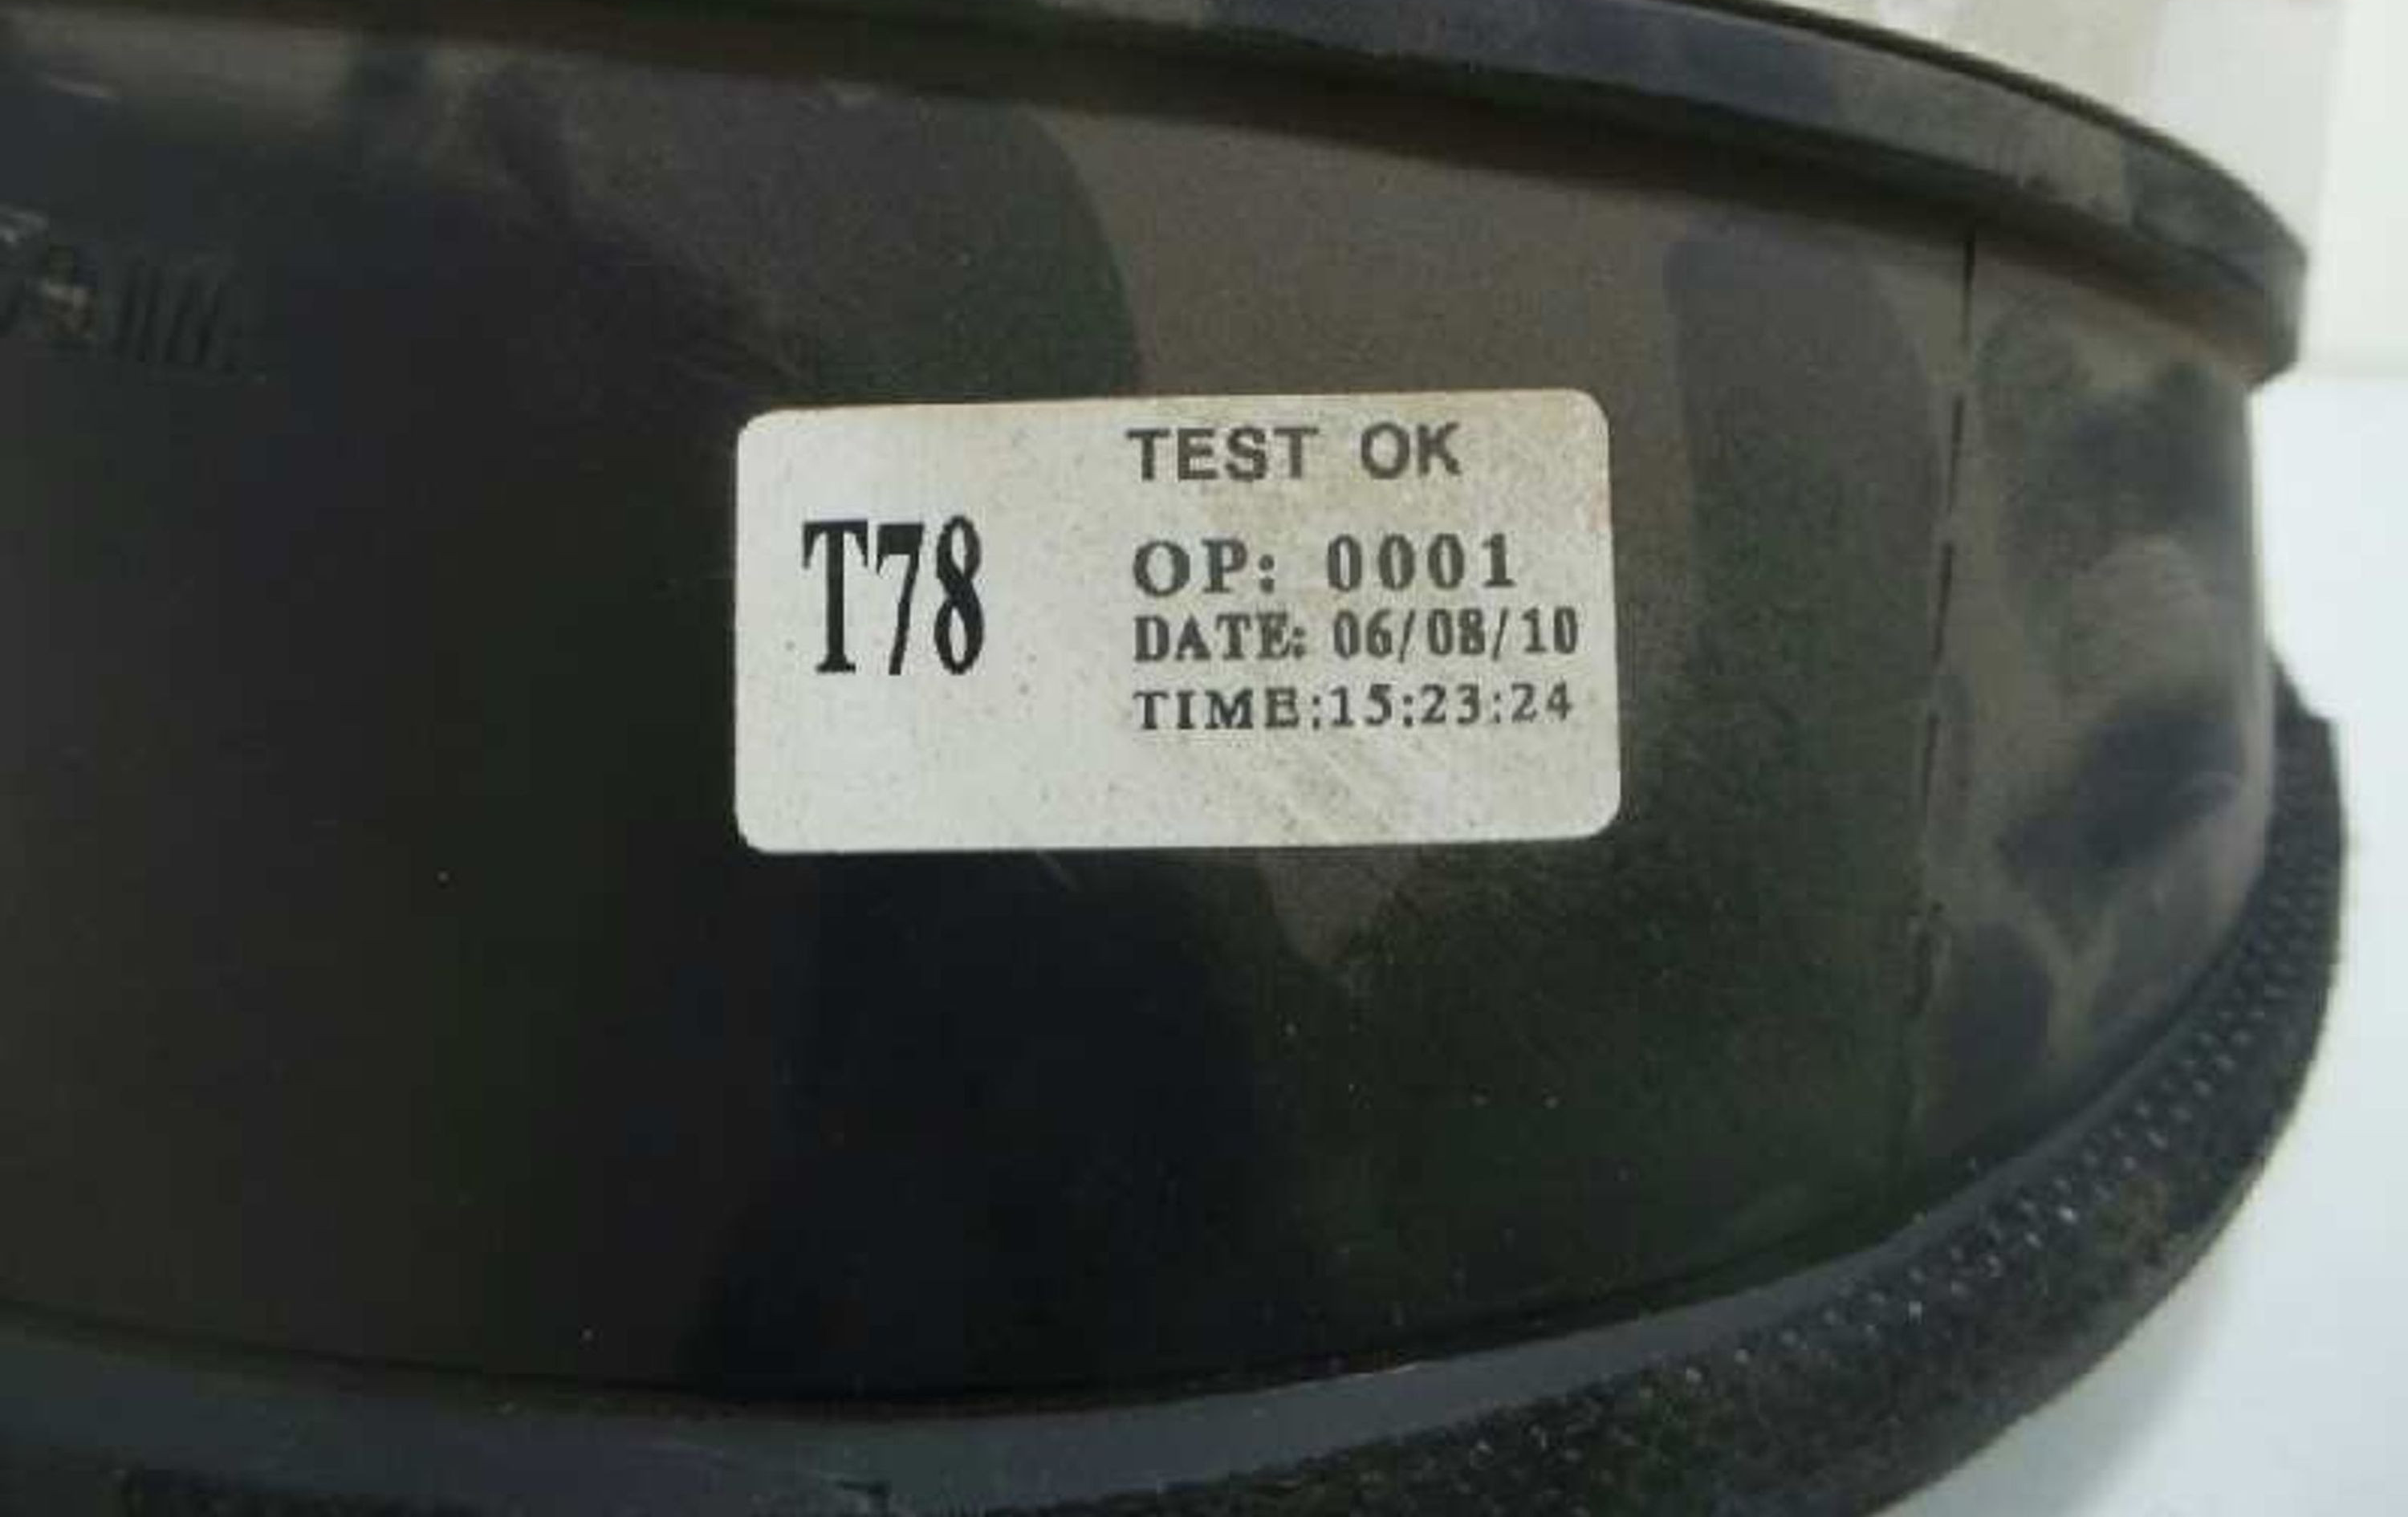 TEST OK
T78
OP: 0001
DATE: 06/08/10
TIME:15:23:24